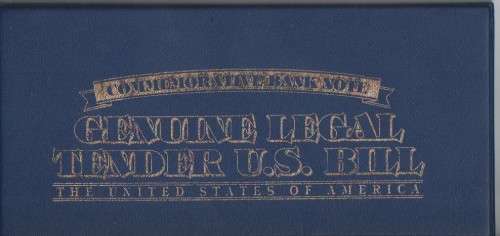 COMMEMORATIVE BANK NOTE
GENUINE LEGAL
TENDER U.S. BILL
THE UNITED STATES OF AMERICA